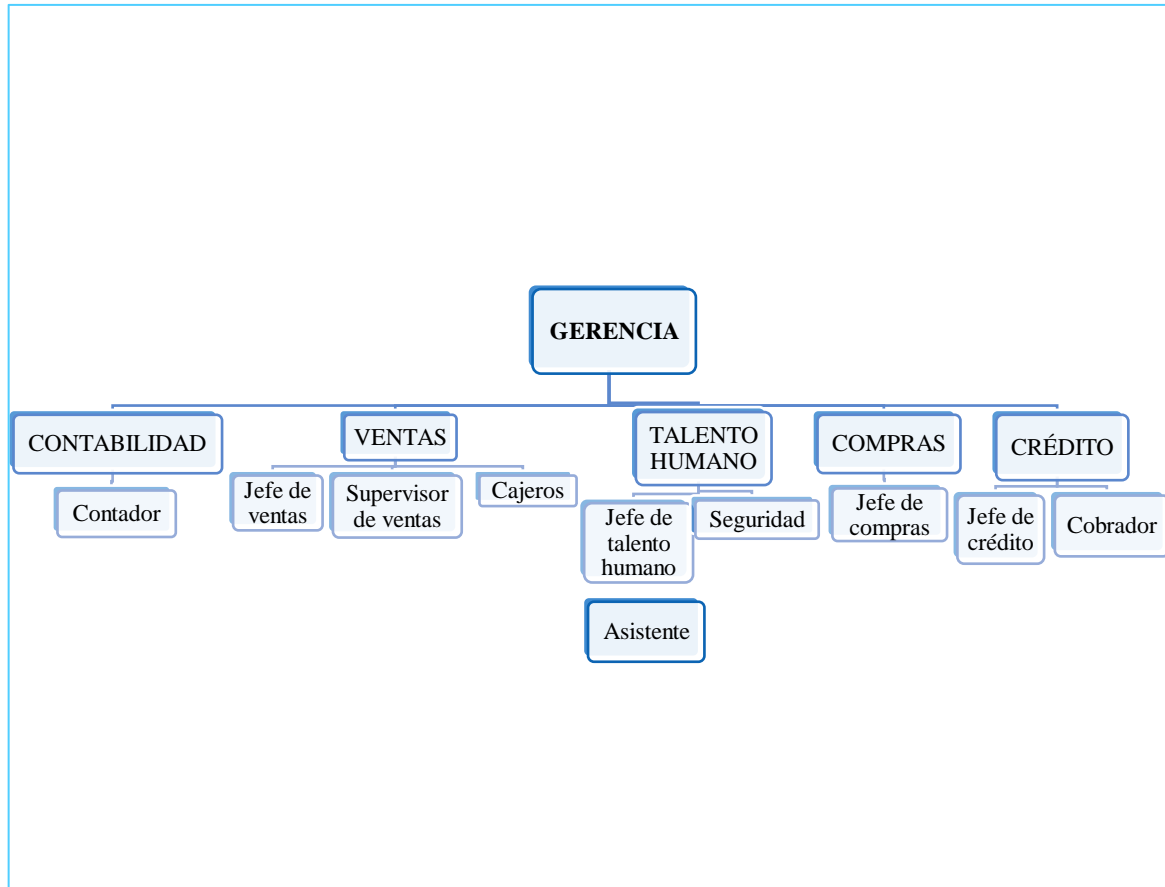 GERENCIA
CONTABILIDAD
VENTAS
TALENTO
HUMANO
COMPRAS
CRÉDITO
Contador
Jefe de
ventas
Supervisor
de ventas
Cajeros
Jefe de
talento
humano
Seguridad
Jefe de
compras
Jefe de
crédito
Cobrador
Asistente